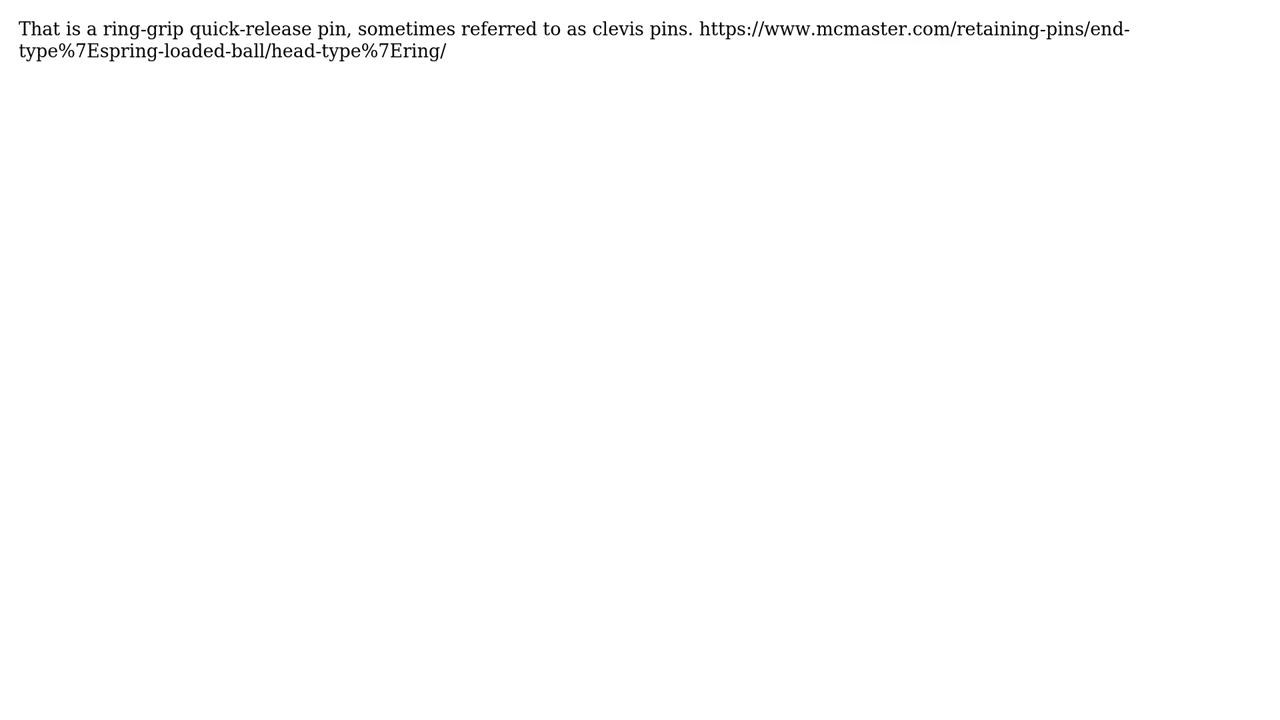 That is a ring-grip quick-release pin, sometimes referred to as clevis pins. https://www.mcmaster.com/retaining-pins/end-
type%7Espring-loaded-ball/head-type%7Ering/